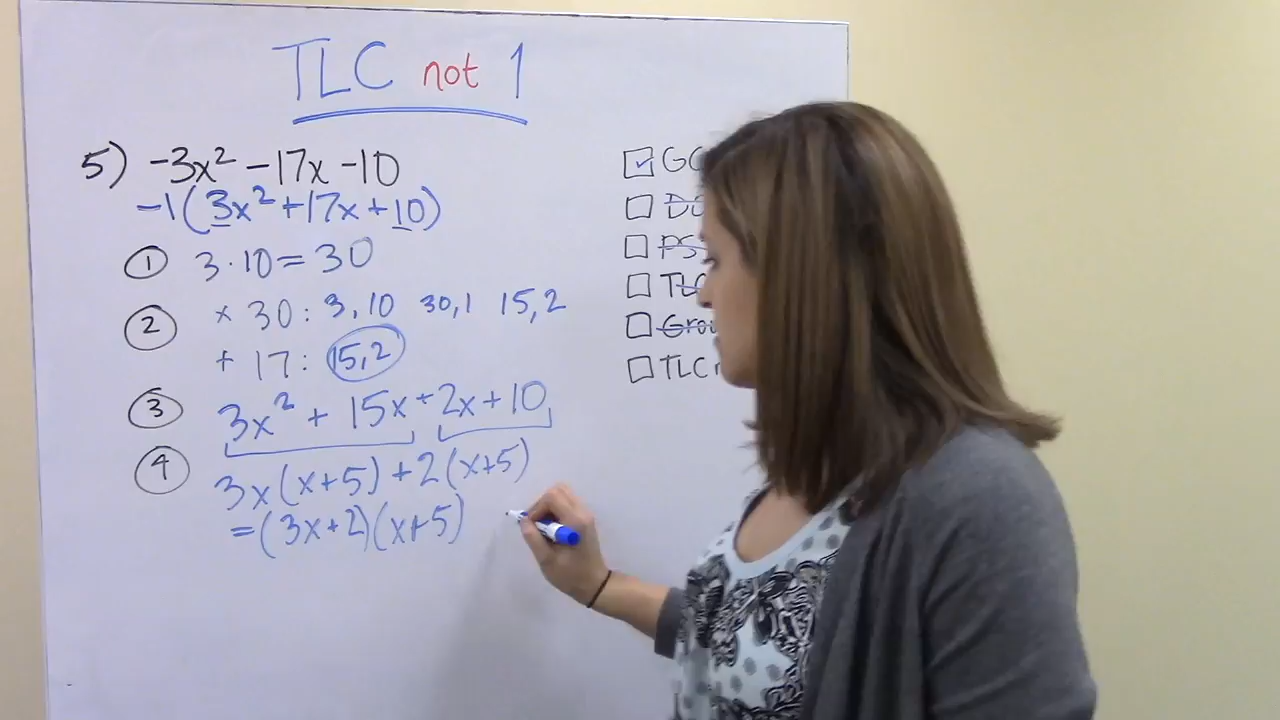 TLC not 1
5) -3x² -17x -10
-1(3x²+17x+10)
① 3·10=30
② × 30: 3,10 30,1 15,2
+ 17: 15,2
③ 3x² + 15x+2x+10
④ 3x(x+5)+2(x+5)
=(3x+2)(x+5)
TLC